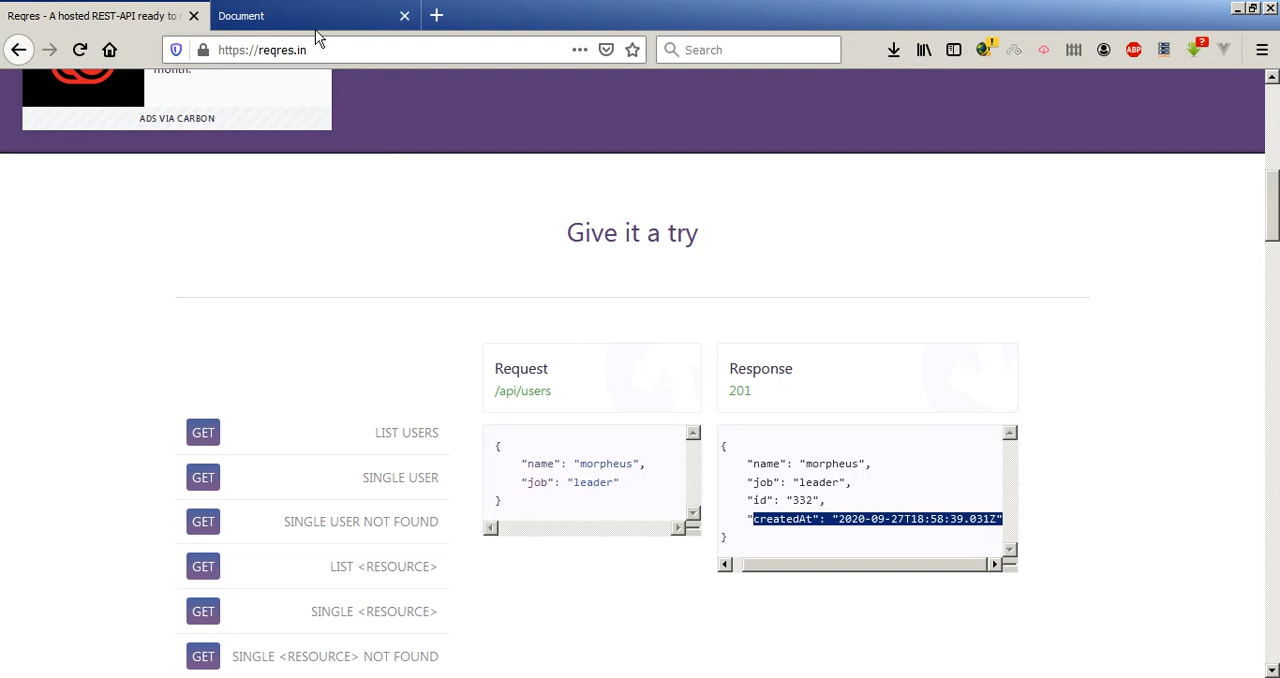 Reqres - A hosted REST-API ready to
Document
https://reqres.in
Search
ABP
?
month.
ADS VIA CARBON
Give it a try
Request
/api/users
Response
201
GET LIST USERS
GET SINGLE USER
GET SINGLE USER NOT FOUND
GET LIST <RESOURCE>
GET SINGLE <RESOURCE>
GET SINGLE <RESOURCE> NOT FOUND
{
"name": "morpheus",
"job": "leader"
}
{
"name": "morpheus",
"job": "leader",
"id": "332",
"createdAt": "2020-09-27T18:58:39.031Z"
}